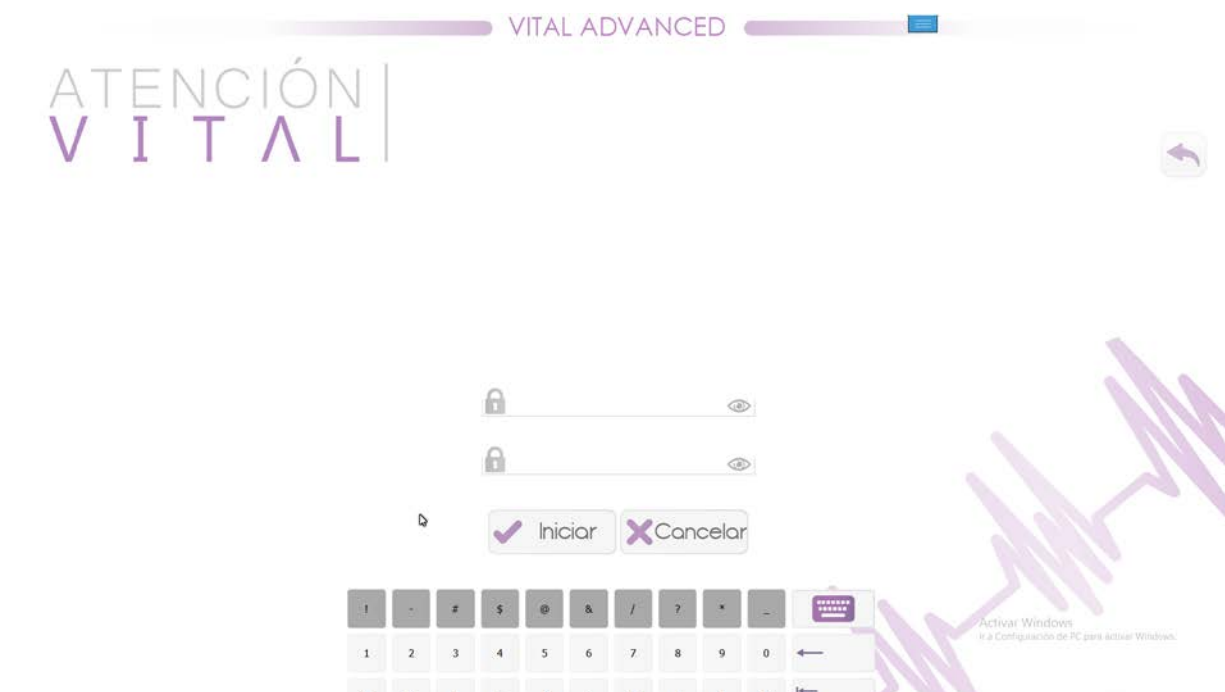 VITAL ADVANCED
ATENCIÓN
VITAL
Iniciar Cancelar
! - # $ @ & / ? * _
1 2 3 4 5 6 7 8 9 0
Activar Windows
Ir a Configuración de PC para activar Windows.